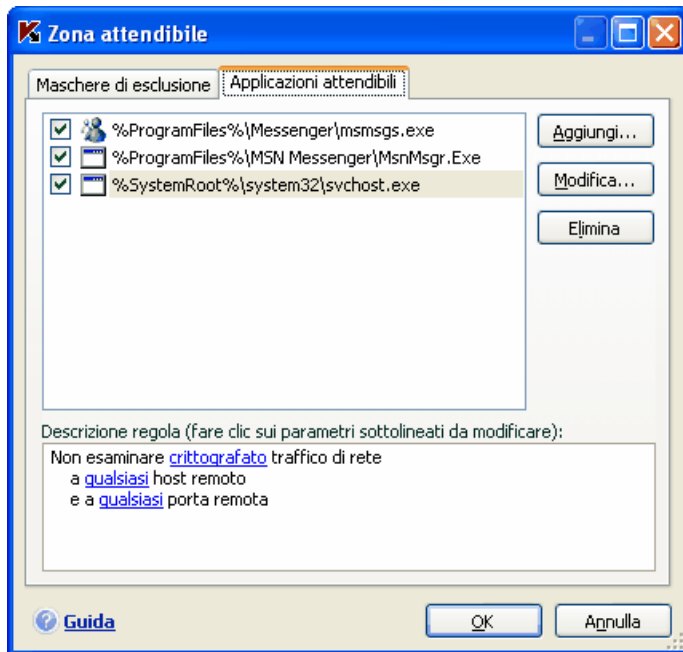 Zona attendibile
Maschere di esclusione
Applicazioni attendibili
%ProgramFiles%\Messenger\msmsgs.exe
%ProgramFiles%\MSN Messenger\MsnMsgr.Exe
%SystemRoot%\system32\svchost.exe
Aggiungi...
Modifica...
Elimina
Descrizione regola (fare clic sui parametri sottolineati da modificare):
Non esaminare crittografato traffico di rete
a qualsiasi host remoto
e a qualsiasi porta remota
Guida
OK
Annulla